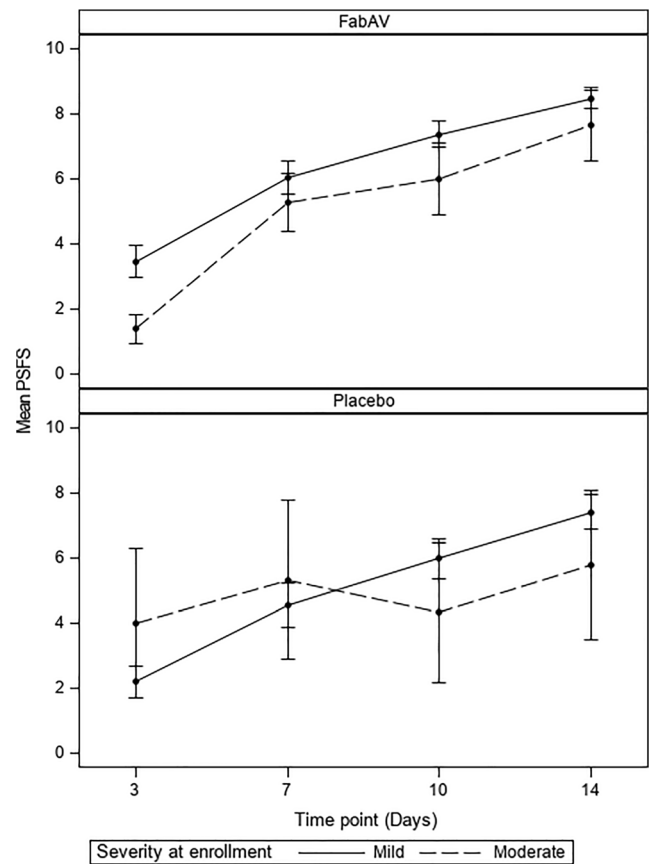 FabAV
10
8
6
4
2
0
Mean PSFS
Placebo
10
8
6
4
2
0
3 7 10 14
Time point (Days)
Severity at enrollment Mild Moderate